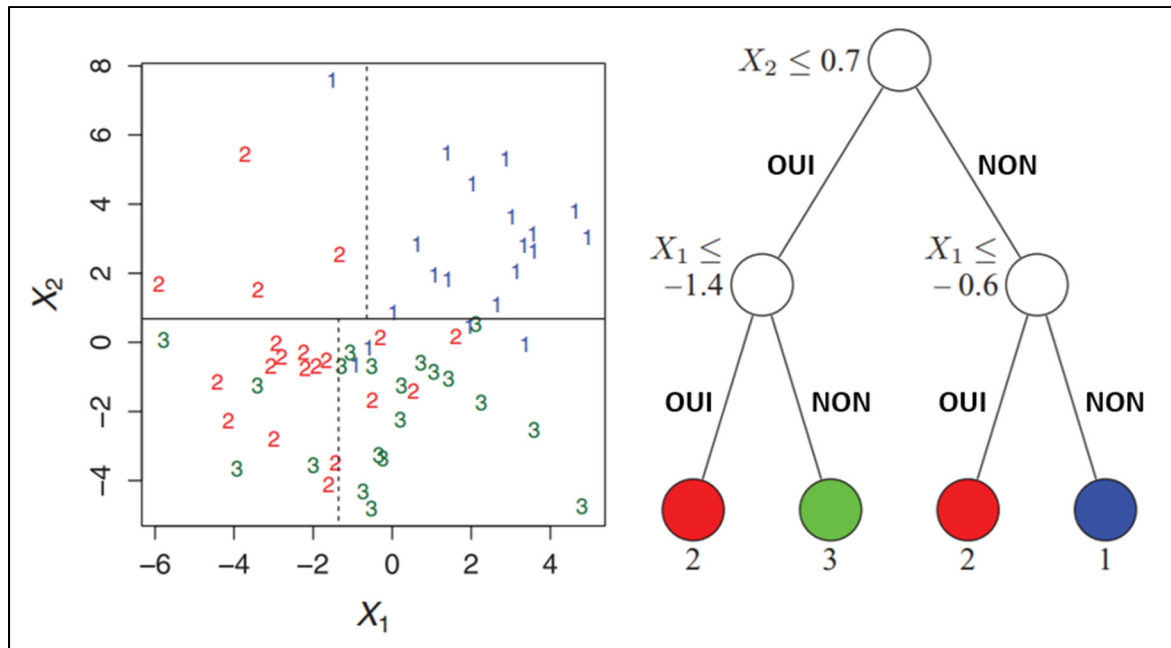 8
6
4
2
0
−2
−4
X₂
−6 −4 −2 0 2 4
X₁
X₂ ≤ 0.7
OUI NON
X₁ ≤
−1.4
X₁ ≤
− 0.6
OUI NON OUI NON
2 3 2 1